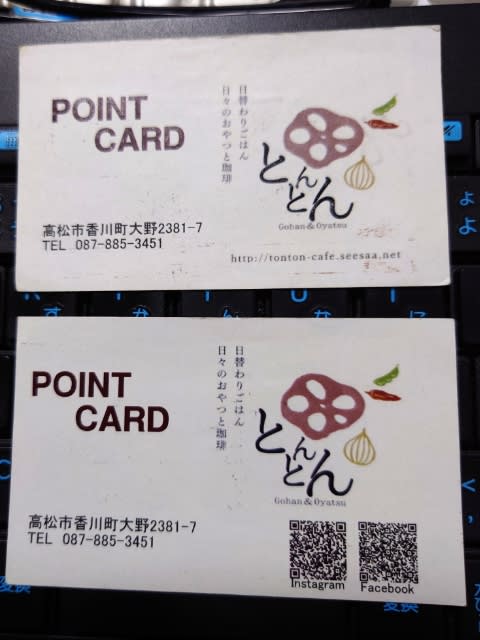 POINT
CARD
日替わりごはん
日々のおやつと珈琲
とんとん
Gohan & Oyatsu
高松市香川町大野2381-7
TEL 087-885-3451
http://tonton-cafe.seesaa.net
POINT
CARD
日替わりごはん
日々のおやつと珈琲
とんとん
Gohan & Oyatsu
高松市香川町大野2381-7
TEL 087-885-3451
Instagram
Facebook
変換